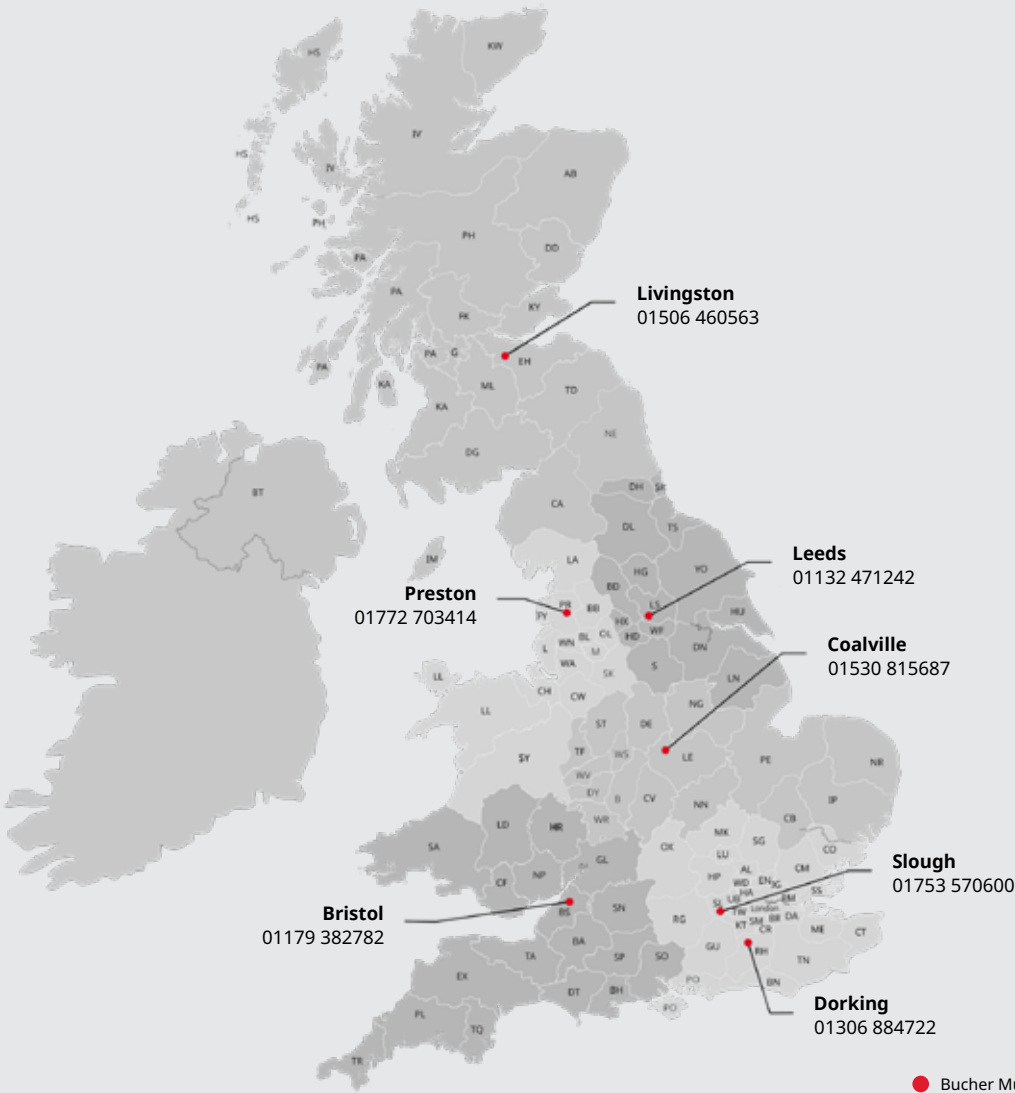 HS
KW
IV
HS
IV
AB
HS
PH
PH
DD
PA
PA
KY
FK
Livingston
01506 460563
PA
G
EH
PA
KA
ML
TD
KA
NE
DG
BT
DH
SR
CA
DL
TS
IM
LA
HG
YO
BD
Leeds
01132 471242
Preston
01772 703414
PR
BB
LS
HU
FY
HX
BL
OL
HD
WF
L
WN
M
DN
WA
S
SK
Coalville
01530 815687
LL
CH
CW
LN
LL
NG
ST
DE
SY
TF
WS
LE
PE
NR
WV
DY
B
CV
NN
IP
LD
HR
WR
CB
SA
OX
MK
SG
CO
GL
LU
NP
HP
AL
CM
Slough
01753 570600
CF
WD
EN
IG
HA
SS
UB
RM
SL
BS
SN
TW
London
RG
KT
SM
BR
DA
ME
CT
CR
Bristol
01179 382782
BA
GU
RH
TN
TA
SP
SO
EX
PO
BN
DT
BH
PO
Dorking
01306 884722
PL
TQ
TR
Bucher Mu